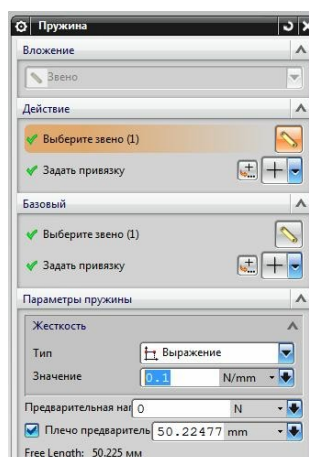 Пружина
Вложение
Звено
Действие
Выберите звено (1)
Задать привязку
Базовый
Выберите звено (1)
Задать привязку
Параметры пружины
Жесткость
Тип Выражение
Значение 0.1 N/mm
Предварительная наг 0 N
Плечо предваритель 50.22477 mm
Free Length: 50.225 мм